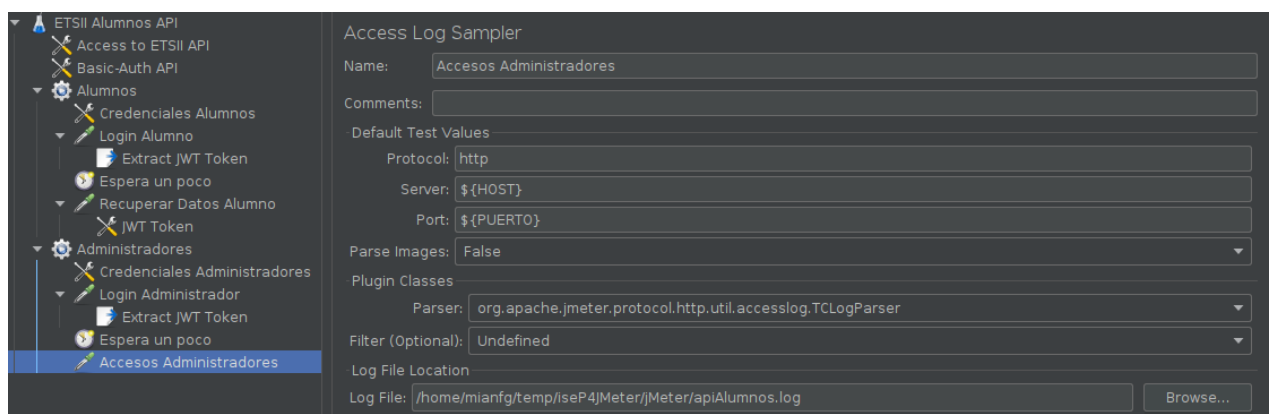 ETSII Alumnos API
Access to ETSII API
Basic-Auth API
Alumnos
Credenciales Alumnos
Login Alumno
Extract JWT Token
Espera un poco
Recuperar Datos Alumno
JWT Token
Administradores
Credenciales Administradores
Login Administrador
Extract JWT Token
Espera un poco
Accesos Administradores
Access Log Sampler
Name: Accesos Administradores
Comments:
Default Test Values
Protocol: http
Server: ${HOST}
Port: ${PUERTO}
Parse Images: False
Plugin Classes
Parser: org.apache.jmeter.protocol.http.util.accesslog.TCLogParser
Filter (Optional): Undefined
Log File Location
Log File: /home/mianfg/temp/iseP4JMeter/jMeter/apiAlumnos.log Browse...